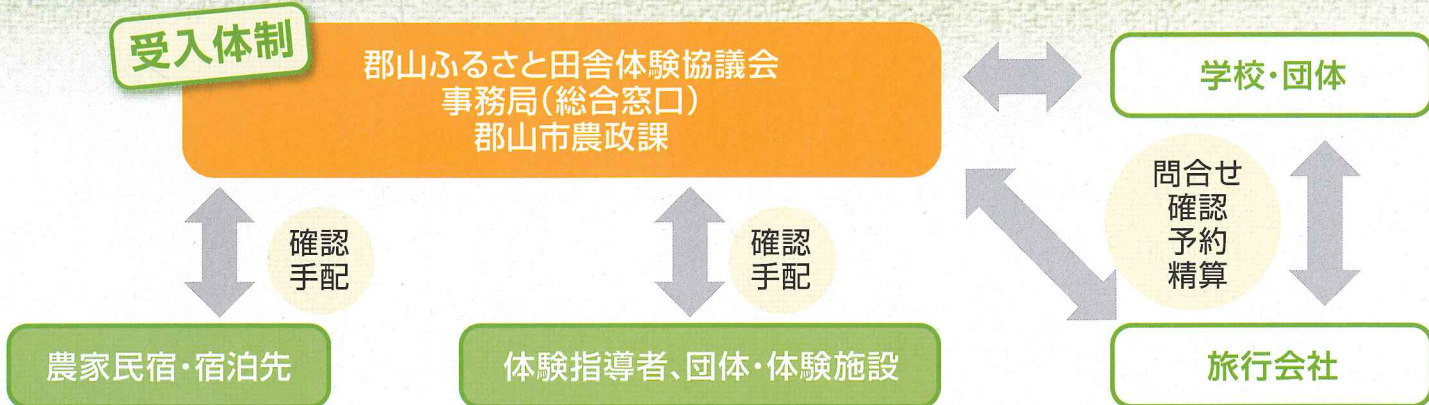 受入体制
郡山ふるさと田舎体験協議会
事務局(総合窓口)
郡山市農政課
学校・団体
問合せ
確認
予約
精算
確認
手配
確認
手配
農家民宿・宿泊先
体験指導者、団体・体験施設
旅行会社